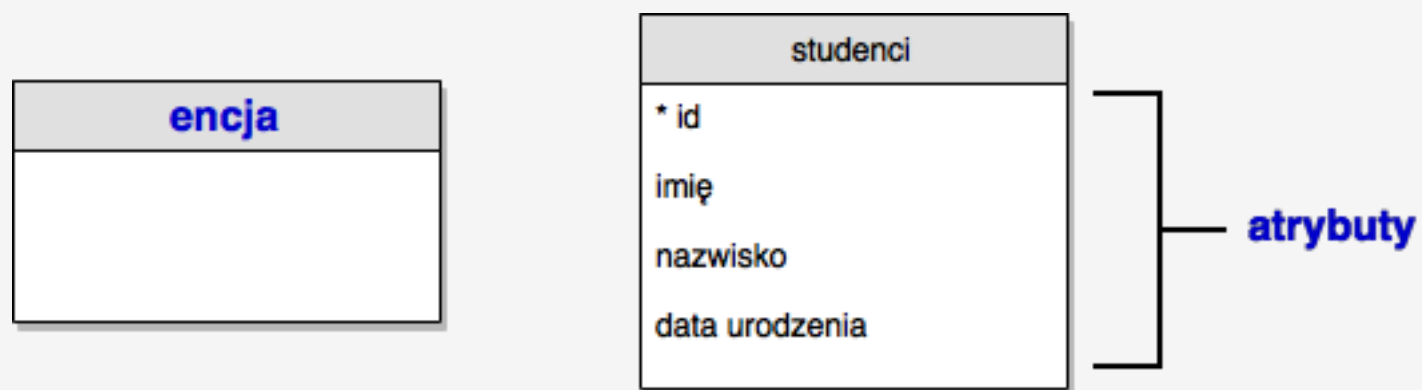 encja
studenci
* id
imię
nazwisko
data urodzenia
atrybuty